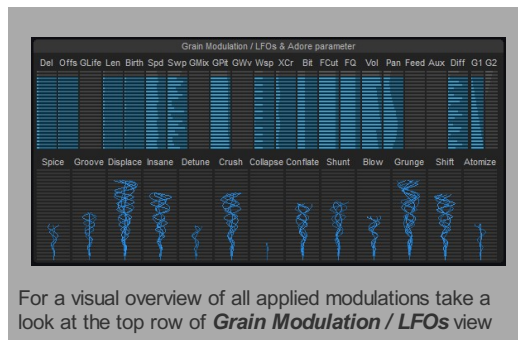 Grain Modulation / LFOs & Adore parameter
Del Offs GLife Len Birth Spd Swp GMix GPit GWv Wsp XCr Bit FCut FQ Vol Pan Feed Aux Diff G1 G2
Spice Groove Displace Insane Detune Crush Collapse Conflate Shunt Blow Grunge Shift Atomize
For a visual overview of all applied modulations take a
look at the top row of Grain Modulation / LFOs view